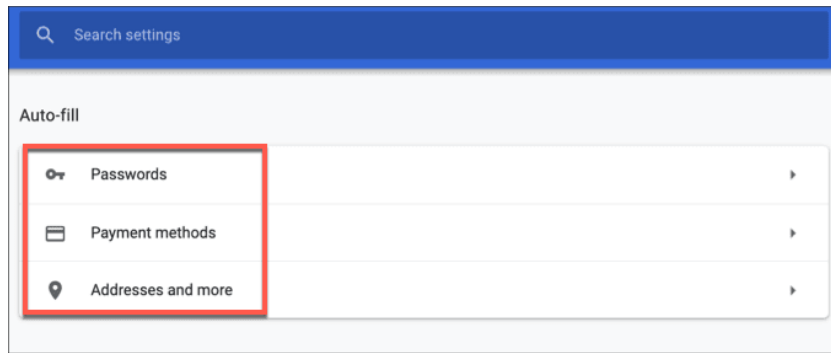 Search settings
Auto-fill
Passwords
Payment methods
Addresses and more